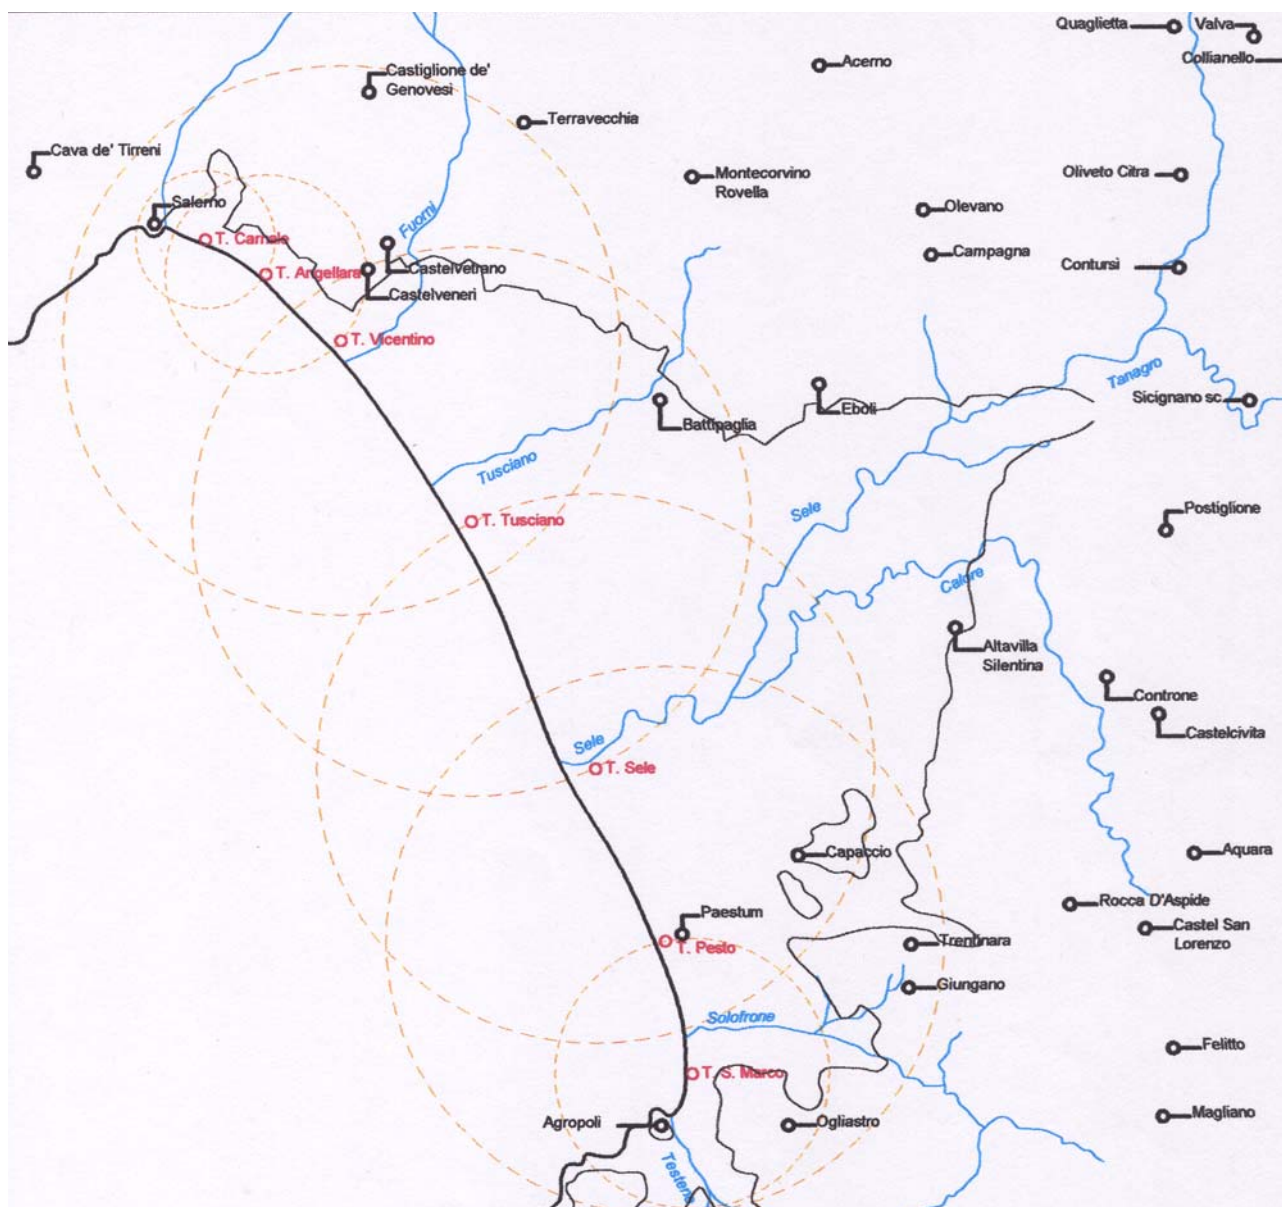 Quaglietta
Valva
Collianello
Acerno
Castiglione de'
Genovesi
Terravecchia
Cava de' Tirreni
Montecorvino
Rovella
Oliveto Citra
Salerno
Olevano
Fuorni
T. Carnale
Campagna
Contursi
T. Angellara
Castelvetrano
Castelveneri
T. Vicentino
Tanagro
Sicignano sc.
Eboli
Battipaglia
Tusciano
Sele
T. Tusciano
Postiglione
Calore
Altavilla
Silentina
Controne
Castelcivita
Sele
T. Sele
Capaccio
Aquara
Rocca D'Aspide
Paestum
Castel San
Lorenzo
T. Pesto
Trentinara
Giungano
Solofrone
Felitto
T. S. Marco
Agropoli
Ogliastro
Magliano
Testene